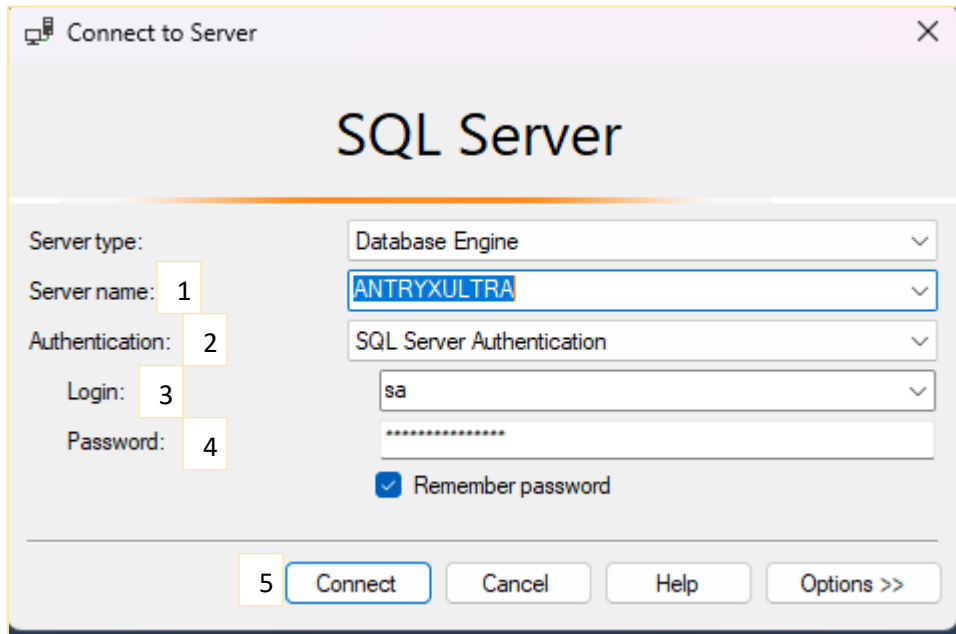 Connect to Server
SQL Server
Server type: Database Engine
Server name: 1 ANTRYXULTRA
Authentication: 2 SQL Server Authentication
Login: 3 sa
Password: 4 ***************
Remember password
5 Connect Cancel Help Options >>